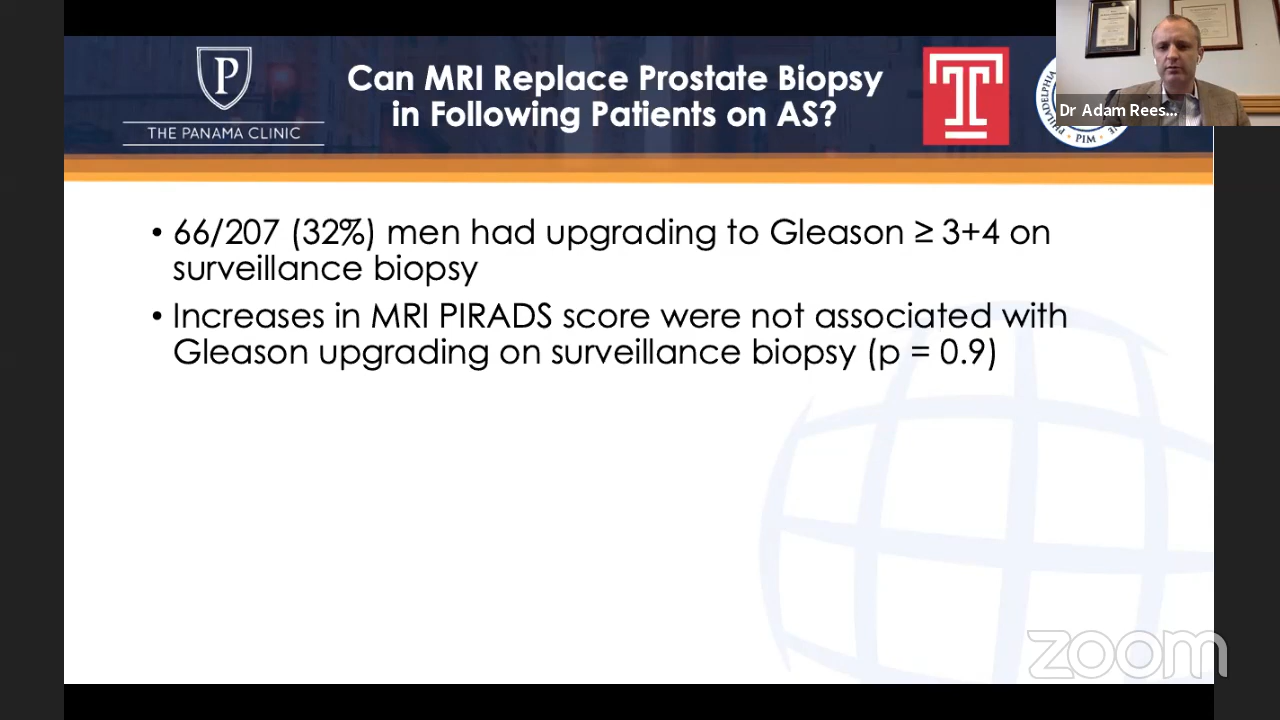 THE PANAMA CLINIC
Can MRI Replace Prostate Biopsy
in Following Patients on AS?
PHILADELPHIA
PIM
Dr Adam Rees...
• 66/207 (32%) men had upgrading to Gleason ≥ 3+4 on
surveillance biopsy
• Increases in MRI PIRADS score were not associated with
Gleason upgrading on surveillance biopsy (p = 0.9)
zoom